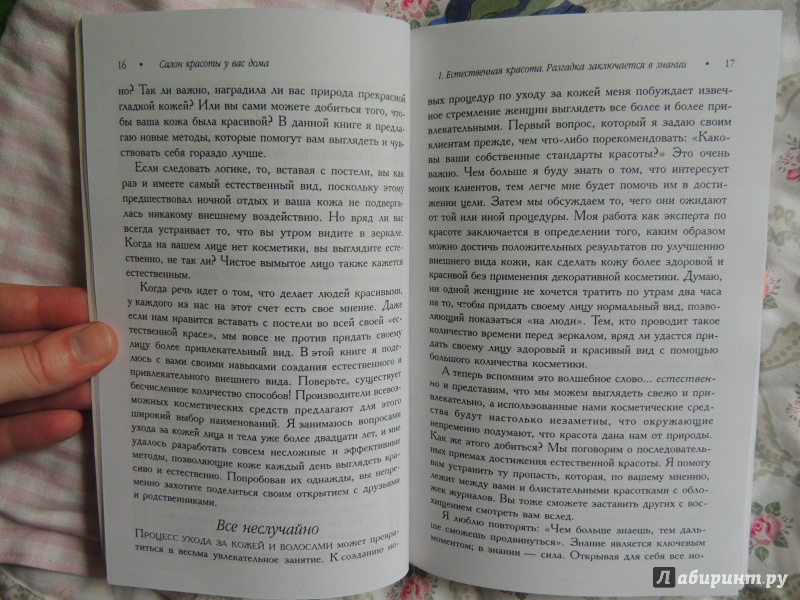 16 • Салон красоты у вас дома
но? Так ли важно, наградила ли вас природа прекрасной
гладкой кожей? Или вы сами можете добиться того, что-
бы ваша кожа была красивой? В данной книге я предла-
гаю новые методы, которые помогут вам выглядеть и чув-
ствовать себя гораздо лучше.
Если следовать логике, то, вставая с постели, вы как
раз и имеете самый естественный вид, поскольку этому
предшествовал ночной отдых и ваша кожа не подверга-
лась никакому внешнему воздействию. Но вряд ли вас
всегда устраивает то, что вы утром видите в зеркале.
Когда на вашем лице нет косметики, вы выглядите есте-
ственно, не так ли? Чистое вымытое лицо также кажется
естественным.
Когда речь идет о том, что делает людей красивыми,
у каждого из нас на этот счет есть свое мнение. Даже
если нам нравится вставать с постели во всей своей «ес-
тественной красе», мы вовсе не против придать своему
лицу более привлекательный вид. В этой книге я поде-
люсь с вами своими навыками создания естественного и
привлекательного внешнего вида. Поверьте, существует
бесчисленное количество способов! Производители всевоз-
можных косметических средств предлагают для этого
широкий выбор наименований. Я занимаюсь вопросами
ухода за кожей лица и тела уже более двадцати лет, и мне
удалось разработать совсем несложные и эффективные
методы, позволяющие коже каждый день выглядеть кра-
сиво и естественно. Попробовав их однажды, вы непре-
менно захотите поделиться своим открытием с друзьями
и родственниками.
Все неслучайно
Процесс ухода за кожей и волосами может превра-
титься в весьма увлекательное занятие. К созданию но-
1. Естественная красота. Разгадка заключается в знании • 17
вых процедур по уходу за кожей меня побуждает извеч-
ное стремление женщин выглядеть все более и более при-
влекательными. Первый вопрос, который я задаю своим
клиентам прежде, чем что-либо порекомендовать: «Како-
вы ваши собственные стандарты красоты?» Это очень
важно. Чем больше я буду знать о том, что интересует
моих клиентов, тем легче мне будет помочь им в дости-
жении цели. Затем мы обсуждаем то, чего они ожидают
от той или иной процедуры. Моя работа как эксперта по
красоте заключается в определении того, каким образом
можно достичь положительных результатов по улучшению
внешнего вида кожи, как сделать кожу более здоровой и
красивой без применения декоративной косметики. Думаю,
ни одной женщине не хочется тратить по утрам два часа
на то, чтобы придать своему лицу нормальный вид, позво-
ляющий показаться «на люди». Тем, кто проводит такое
количество времени перед зеркалом, вряд ли удастся при-
дать своему лицу здоровый и красивый вид с помощью
большого количества косметики.
А теперь вспомним это волшебное слово... естествен-
но и представим, что мы можем выглядеть свежо и при-
влекательно, а использованные нами косметические сред-
ства будут настолько незаметны, что окружающие
непременно подумают, что красота дана нам от природы.
Как же этого добиться? Мы поговорим о последователь-
ных приемах достижения естественной красоты. Я помогу
вам устранить ту пропасть, которая, по вашему мнению,
лежит между вами и блистательными красотками с обло-
жек журналов. Вы тоже сможете заставить других с вос-
хищением смотреть вам вслед.
Я люблю повторять: «Чем больше знаешь, тем даль-
ше сможешь продвинуться». Знание является ключевым
моментом; в знании — сила. Открывая для себя все но-
Лабиринт.ру